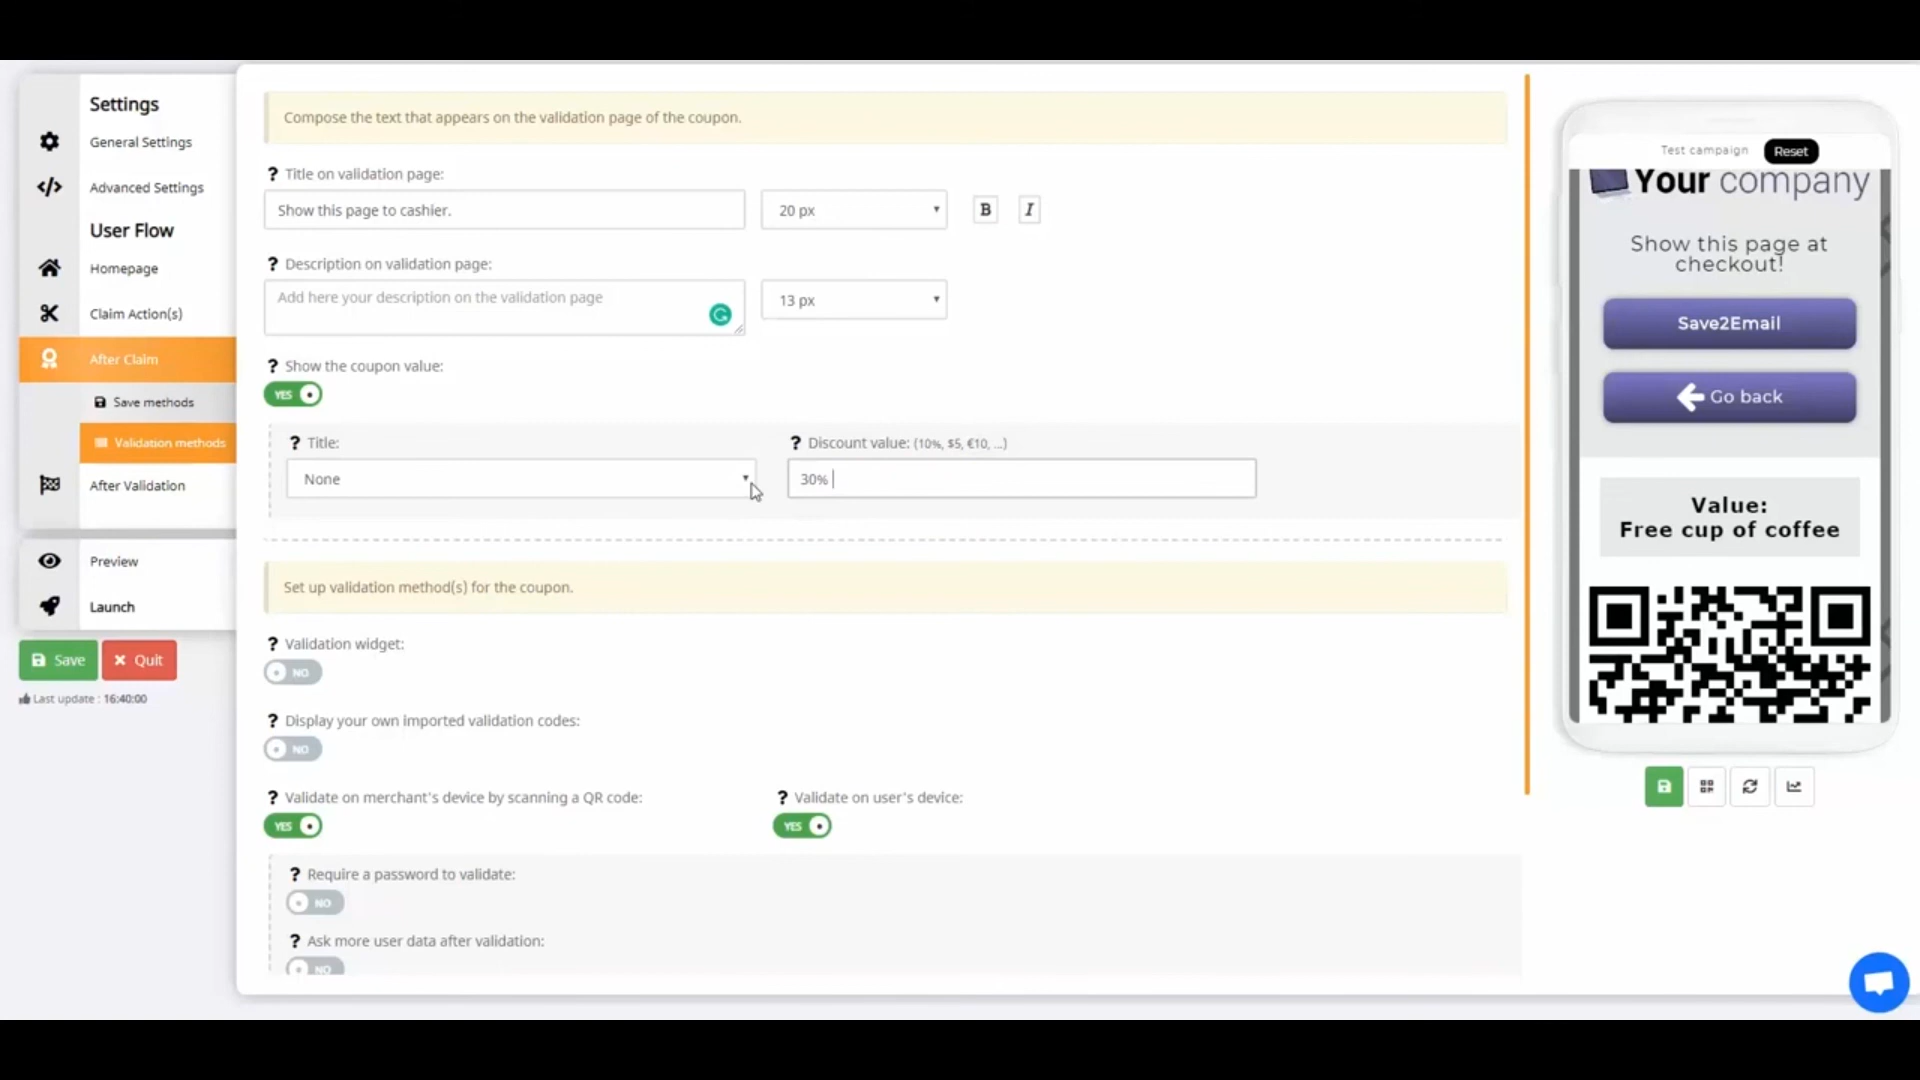 Settings
General Settings
Advanced Settings
User Flow
Homepage
Claim Action(s)
After Claim
Save methods
Validation methods
After Validation
Preview
Launch
Save
Quit
Last update : 16:40:00
Compose the text that appears on the validation page of the coupon.
? Title on validation page:
Show this page to cashier.
20 px
B
I
? Description on validation page:
Add here your description on the validation page
13 px
? Show the coupon value:
YES
? Title:
None
? Discount value: (10%, $5, €10, ...)
30%
Set up validation method(s) for the coupon.
? Validation widget:
NO
? Display your own imported validation codes:
NO
? Validate on merchant's device by scanning a QR code:
YES
? Validate on user's device:
YES
? Require a password to validate:
NO
? Ask more user data after validation:
NO
Test campaign
Reset
Your company
Show this page at
checkout!
Save2Email
Go back
Value:
Free cup of coffee